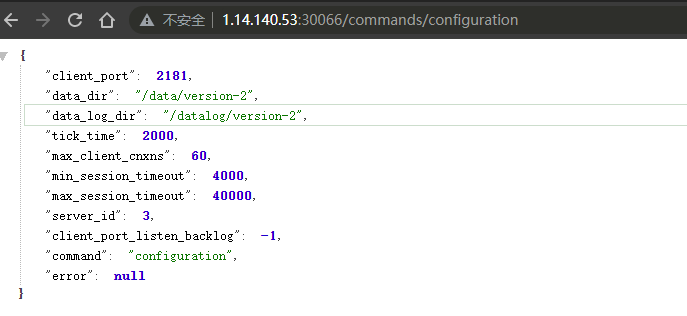 不安全 | 1.14.140.53:30066/commands/configuration
{
"client_port": 2181,
"data_dir": "/data/version-2",
"data_log_dir": "/datalog/version-2",
"tick_time": 2000,
"max_client_cnxns": 60,
"min_session_timeout": 4000,
"max_session_timeout": 40000,
"server_id": 3,
"client_port_listen_backlog": -1,
"command": "configuration",
"error": null
}